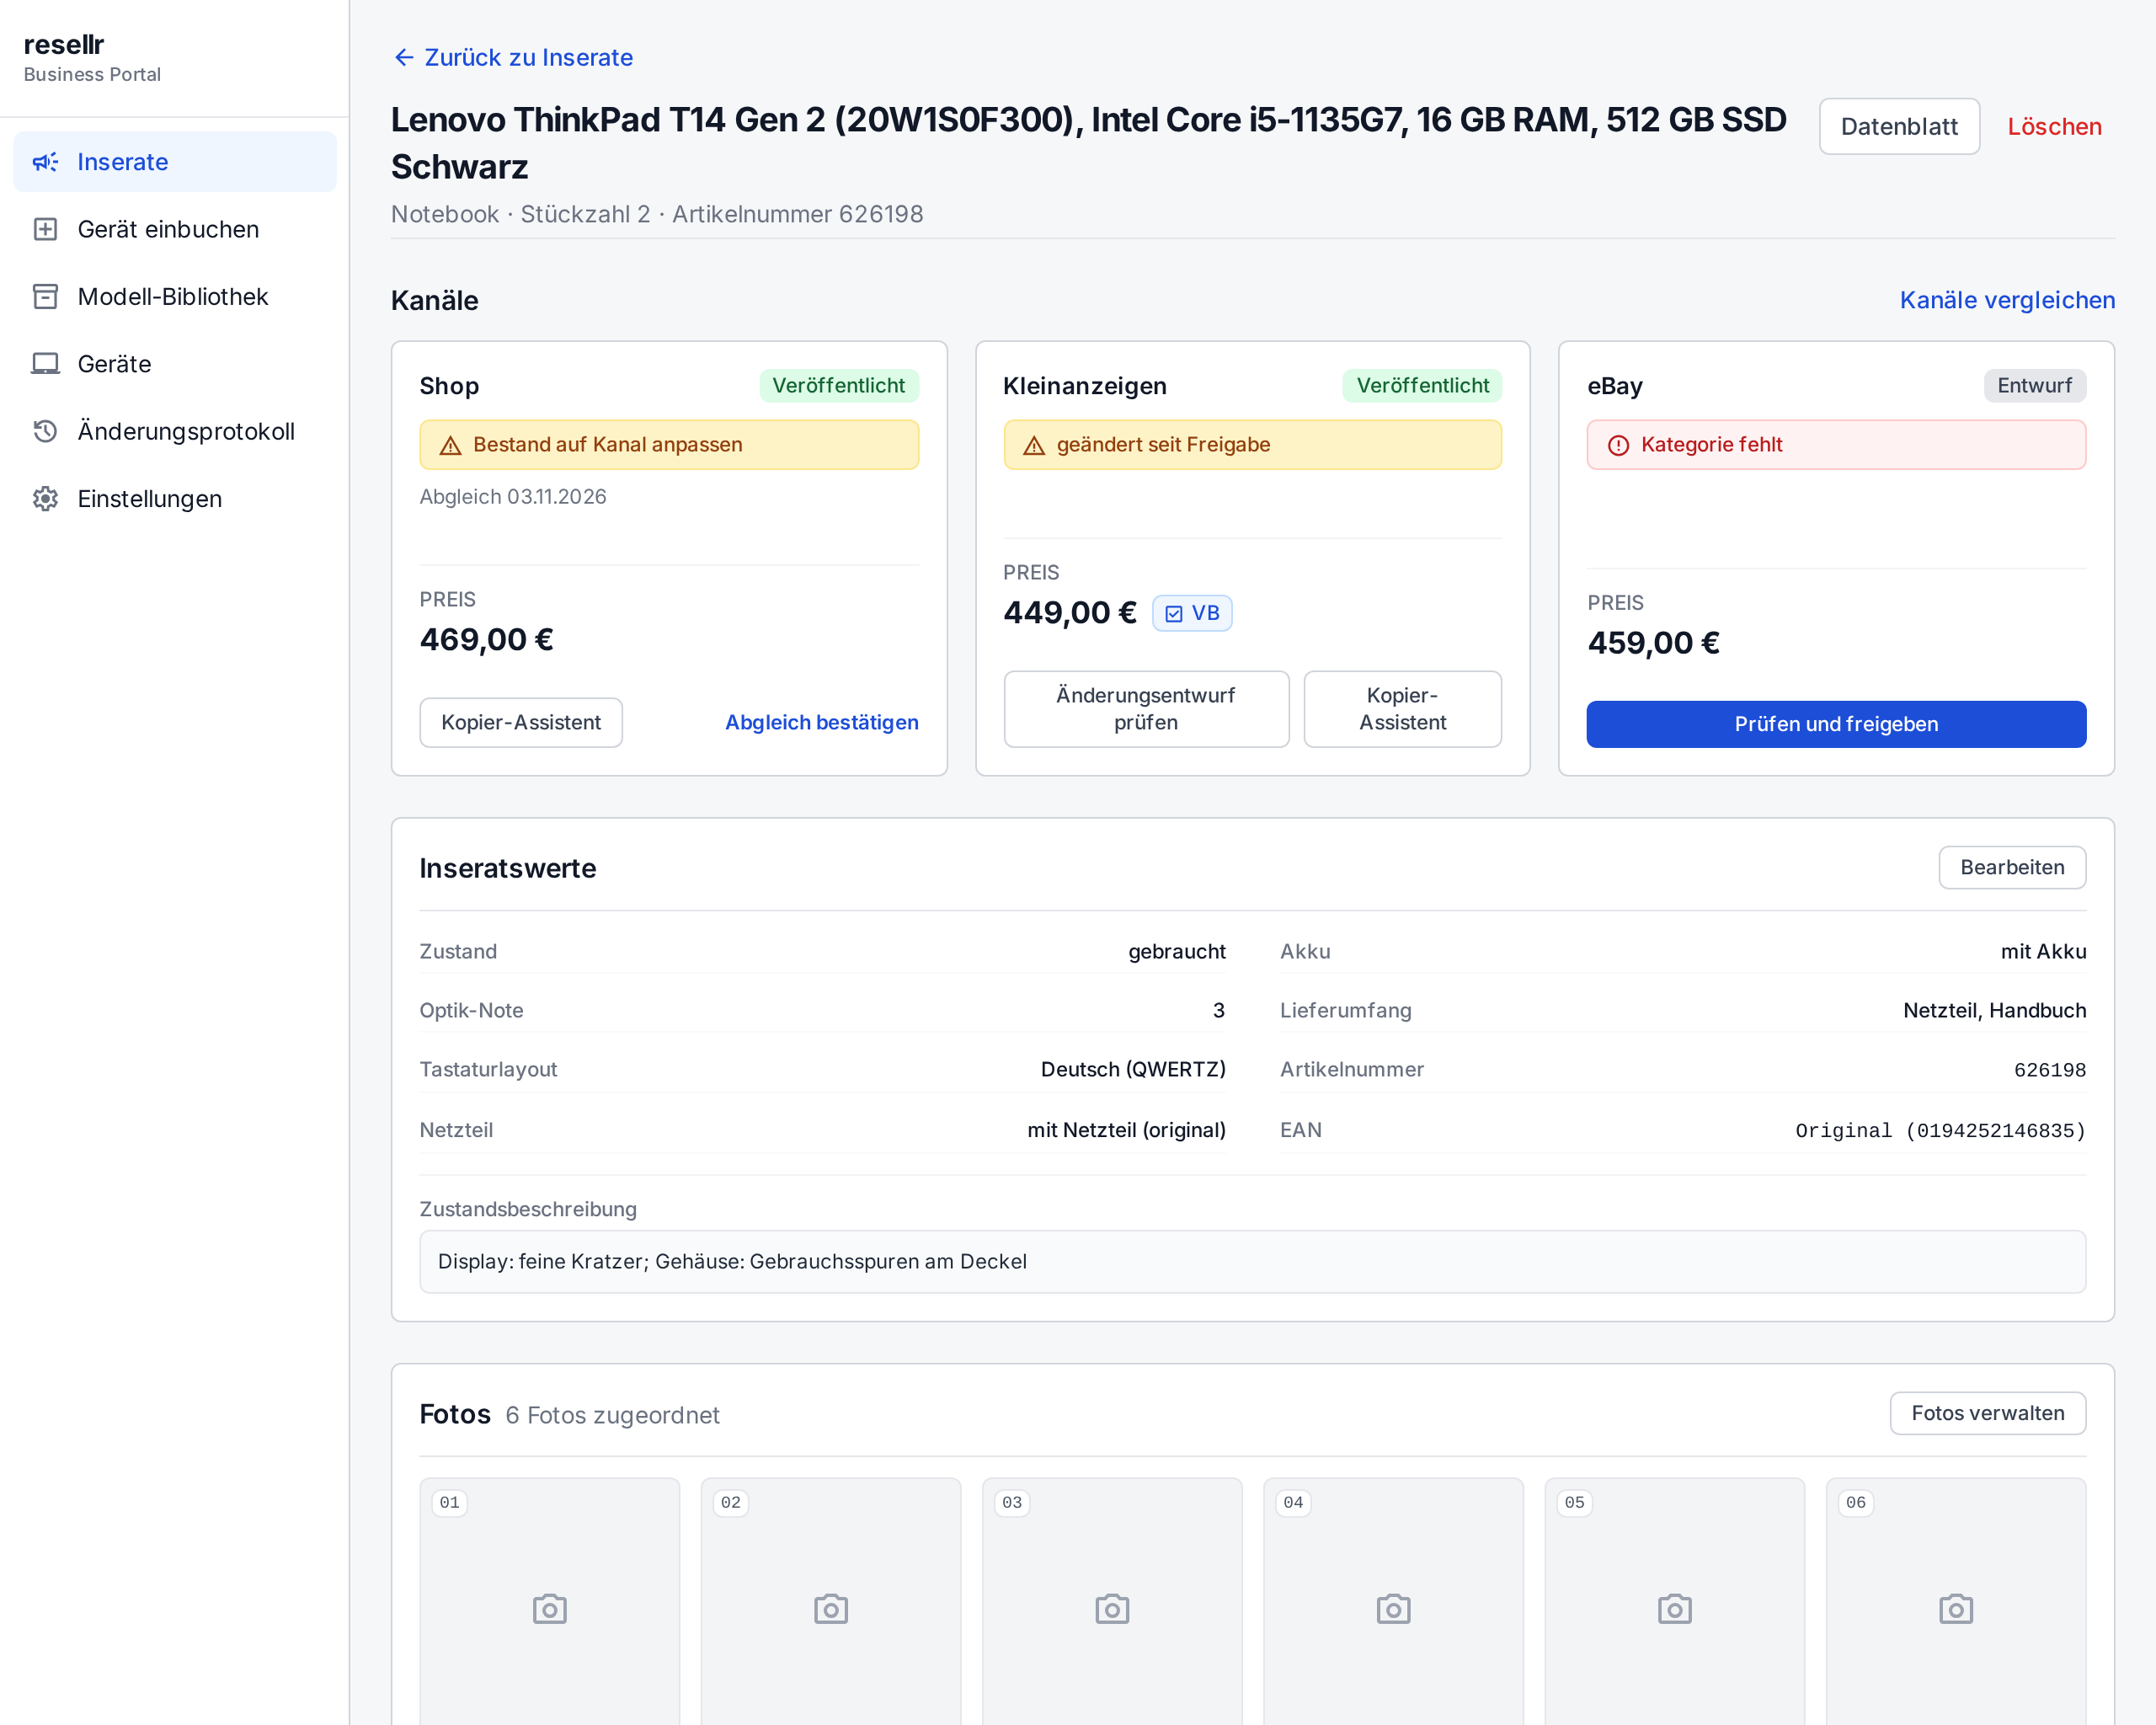 resellr
Business Portal
Inserate
Gerät einbuchen
Modell-Bibliothek
Geräte
Änderungsprotokoll
Einstellungen
← Zurück zu Inserate
Lenovo ThinkPad T14 Gen 2 (20W1S0F300), Intel Core i5-1135G7, 16 GB RAM, 512 GB SSD
Schwarz
Datenblatt
Löschen
Notebook · Stückzahl 2 · Artikelnummer 626198
Kanäle
Kanäle vergleichen
Shop
Veröffentlicht
Bestand auf Kanal anpassen
Abgleich 03.11.2026
PREIS
469,00 €
Kopier-Assistent
Abgleich bestätigen
Kleinanzeigen
Veröffentlicht
geändert seit Freigabe
PREIS
449,00 €
VB
Änderungsentwurf
prüfen
Kopier-
Assistent
eBay
Entwurf
Kategorie fehlt
PREIS
459,00 €
Prüfen und freigeben
Inseratswerte
Bearbeiten
Zustand
gebraucht
Akku
mit Akku
Optik-Note
3
Lieferumfang
Netzteil, Handbuch
Tastaturlayout
Deutsch (QWERTZ)
Artikelnummer
626198
Netzteil
mit Netzteil (original)
EAN
Original (0194252146835)
Zustandsbeschreibung
Display: feine Kratzer; Gehäuse: Gebrauchsspuren am Deckel
Fotos
6 Fotos zugeordnet
Fotos verwalten
01
02
03
04
05
06